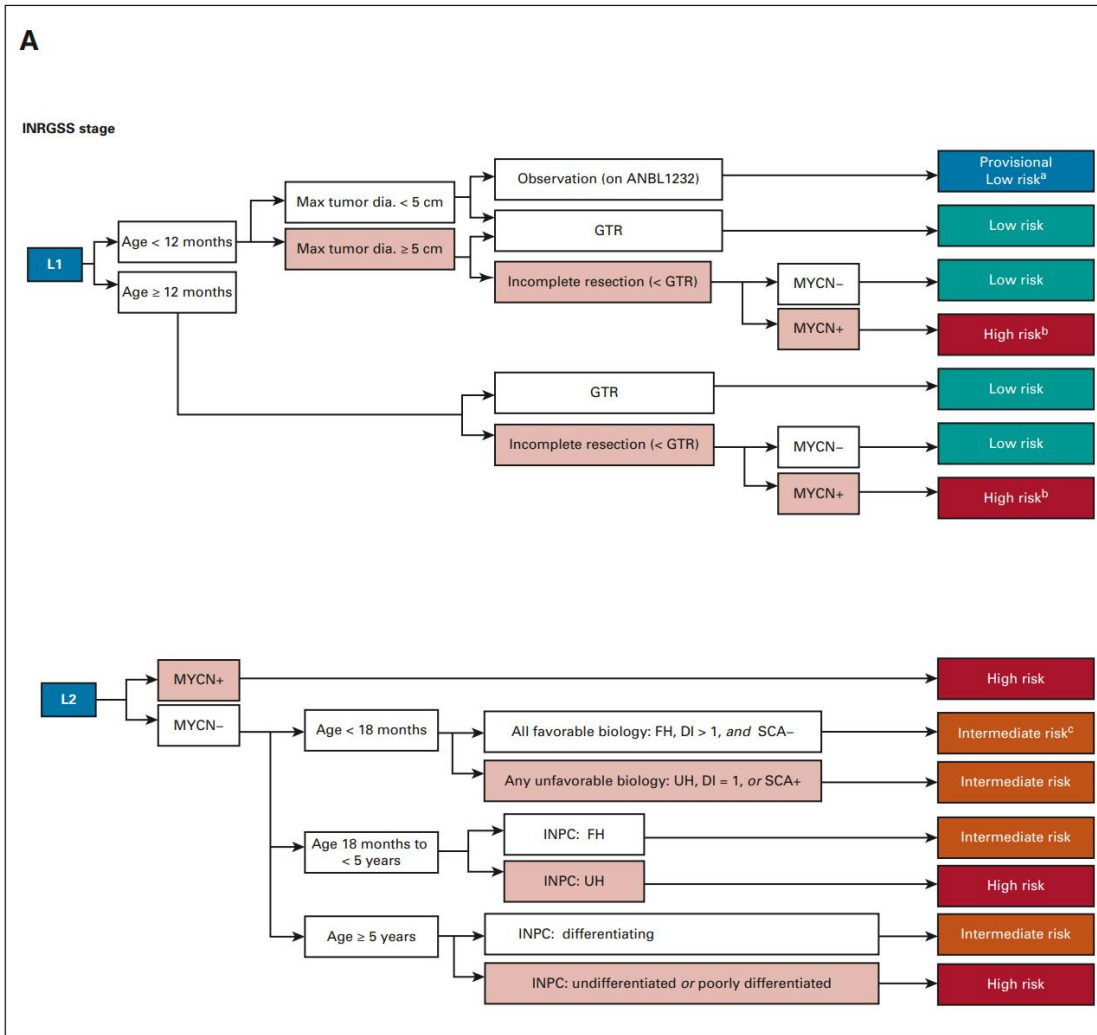 A
INRGSS stage
L1
Age < 12 months
Age ≥ 12 months
Max tumor dia. < 5 cm
Max tumor dia. ≥ 5 cm
Observation (on ANBL1232)
GTR
Incomplete resection (< GTR)
MYCN−
MYCN+
Provisional
Low riskᵃ
Low risk
Low risk
High riskᵇ
GTR
Incomplete resection (< GTR)
MYCN−
MYCN+
Low risk
Low risk
High riskᵇ
L2
MYCN+
MYCN−
High risk
Age < 18 months
All favorable biology: FH, DI > 1, and SCA−
Intermediate riskᶜ
Any unfavorable biology: UH, DI = 1, or SCA+
Intermediate risk
Age 18 months to
< 5 years
INPC: FH
Intermediate risk
INPC: UH
High risk
Age ≥ 5 years
INPC: differentiating
Intermediate risk
INPC: undifferentiated or poorly differentiated
High risk